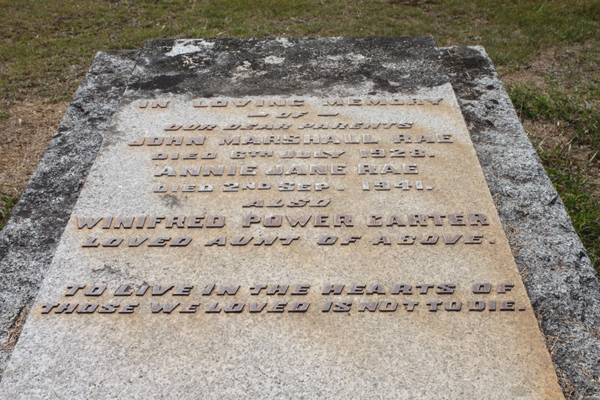 IN LOVING MEMORY
— OF —
OUR DEAR PARENTS
JOHN MARSHALL RAE
DIED 6TH JULY 1928.
ANNIE JANE RAE
DIED 2ND SEP. 1941.
ALSO
WINIFRED POWER CARTER
LOVED AUNT OF ABOVE.
TO LIVE IN THE HEARTS OF
THOSE WE LOVED IS NOT TO DIE.